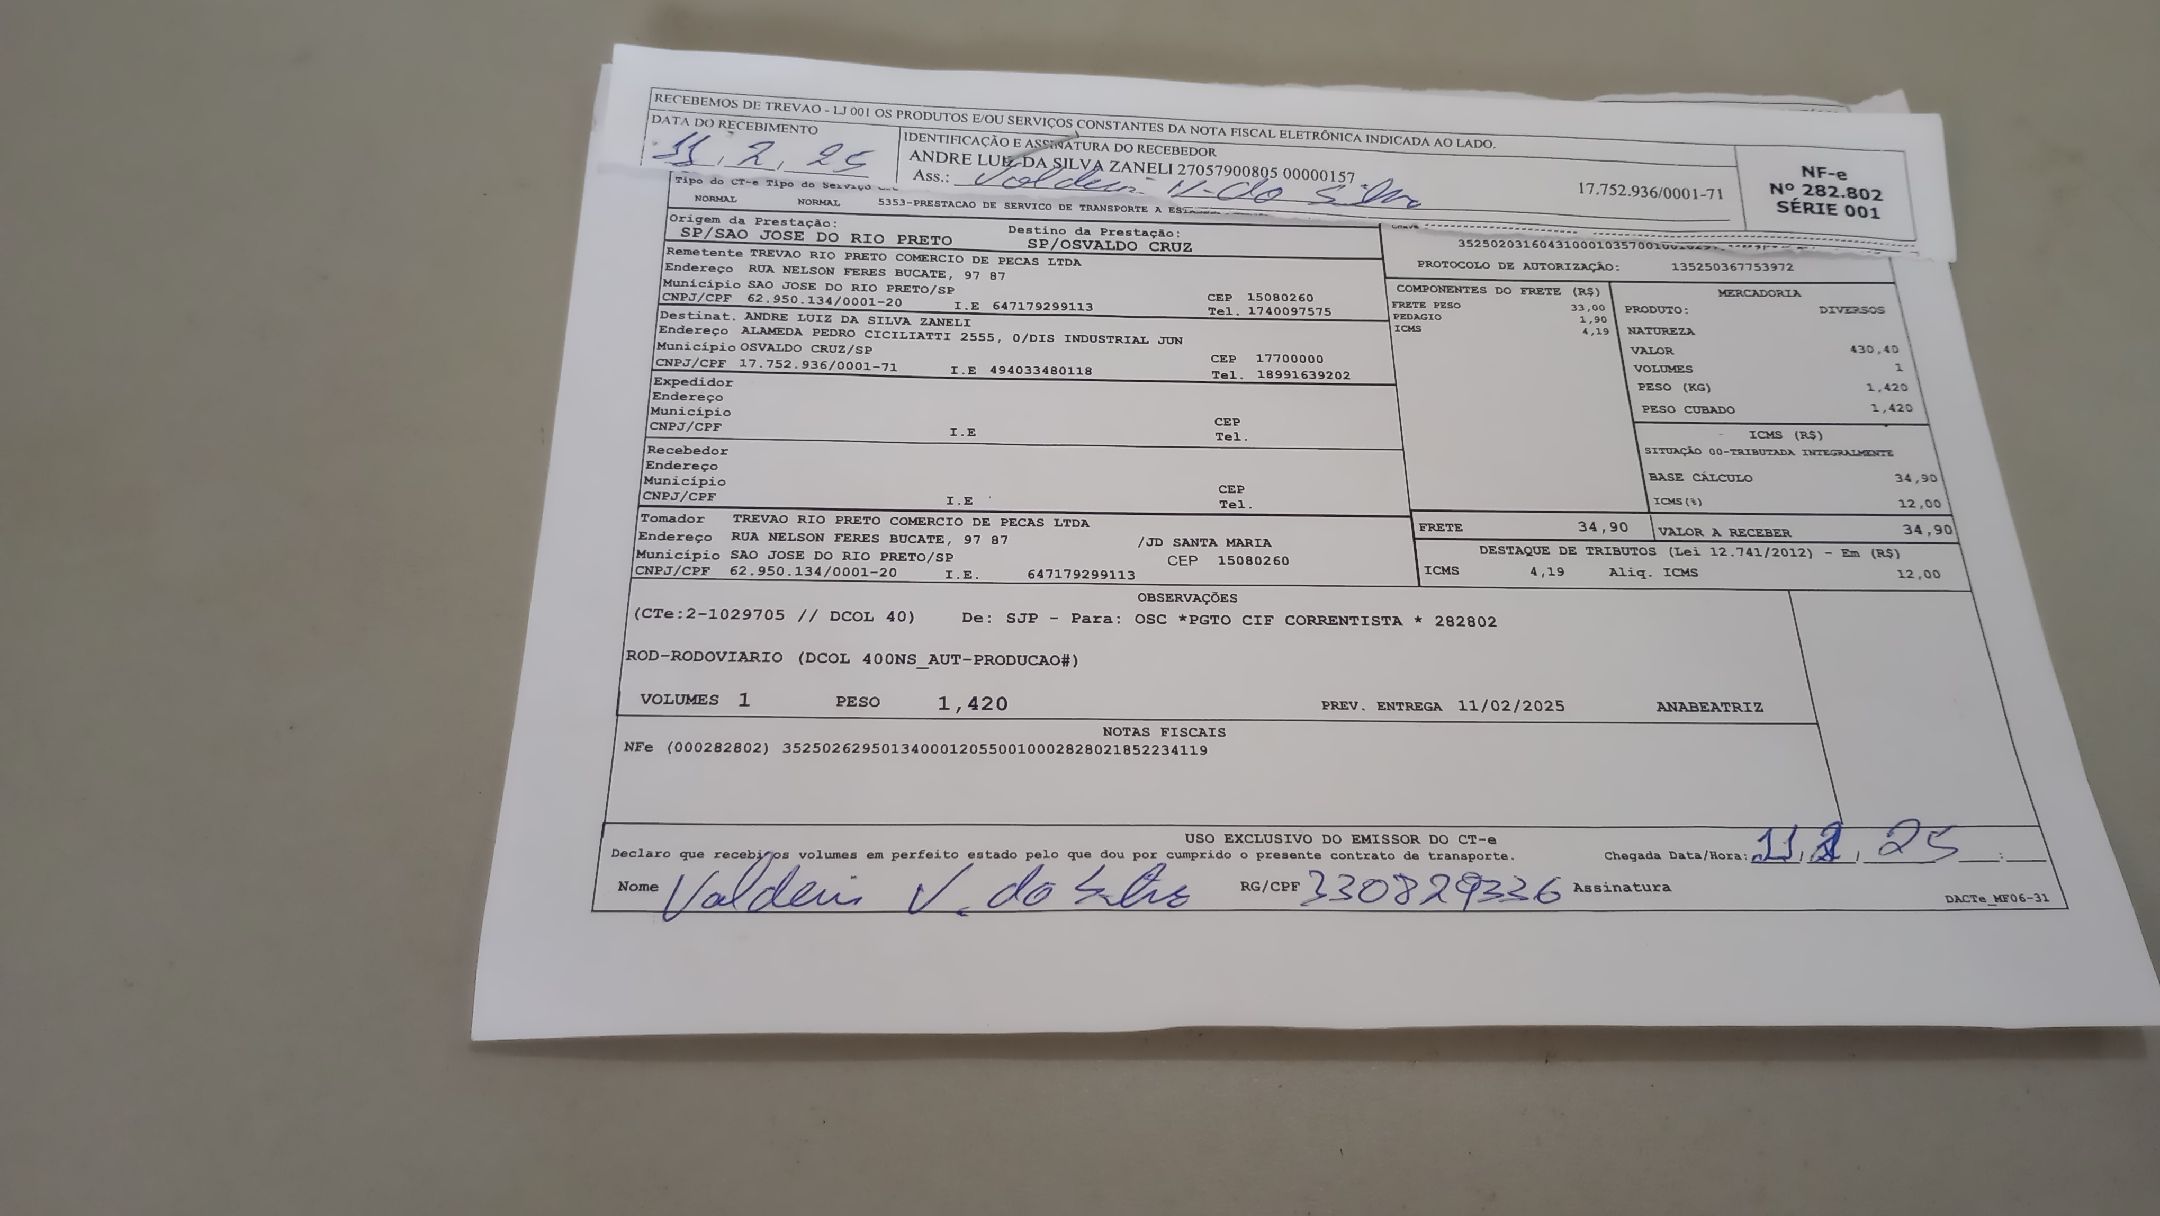 RECEBEMOS DE TREVAO - LJ 001 OS PRODUTOS E/OU SERVIÇOS CONSTANTES DA NOTA FISCAL ELETRÔNICA INDICADA AO LADO.
DATA DO RECEBIMENTO
11, 2, 25
IDENTIFICAÇÃO E ASSINATURA DO RECEBEDOR
ANDRE LUIZ DA SILVA ZANELI 27057900805 00000157
Ass.: Valdeir V. da Silva
17.752.936/0001-71
NF-e
Nº 282.802
SÉRIE 001
Tipo do CT-e Tipo do Serviço
NORMAL NORMAL 5353-PRESTACAO DE SERVICO DE TRANSPORTE A
Origem da Prestação:
SP/SAO JOSE DO RIO PRETO
Destino da Prestação:
SP/OSVALDO CRUZ
PROTOCOLO DE AUTORIZAÇÃO: 135250367753972
Remetente TREVAO RIO PRETO COMERCIO DE PECAS LTDA
Endereço RUA NELSON FERES BUCATE, 97 87
Município SAO JOSE DO RIO PRETO/SP
CEP 15080260
CNPJ/CPF 62.950.134/0001-20 I.E 647179299113
Tel. 1740097575
Destinat. ANDRE LUIZ DA SILVA ZANELI
Endereço ALAMEDA PEDRO CICILIATTI 2555, 0/DIS INDUSTRIAL JUN
Município OSVALDO CRUZ/SP
CEP 17700000
CNPJ/CPF 17.752.936/0001-71 I.E 494033480118
Tel. 18991639202
Expedidor
Endereço
Município
CEP
CNPJ/CPF I.E
Tel.
Recebedor
Endereço
Município
CEP
CNPJ/CPF I.E
Tel.
Tomador TREVAO RIO PRETO COMERCIO DE PECAS LTDA
Endereço RUA NELSON FERES BUCATE, 97 87 /JD SANTA MARIA
Município SAO JOSE DO RIO PRETO/SP CEP 15080260
CNPJ/CPF 62.950.134/0001-20 I.E. 647179299113
COMPONENTES DO FRETE (R$)
FRETE PESO 33,00
PEDAGIO 1,90
ICMS 4,19
MERCADORIA
PRODUTO: DIVERSOS
NATUREZA
VALOR 430,40
VOLUMES 1
PESO (KG) 1,420
PESO CUBADO 1,420
ICMS (R$)
SITUAÇÃO 00-TRIBUTADA INTEGRALMENTE
BASE CÁLCULO 34,90
ICMS(%) 12,00
FRETE 34,90 VALOR A RECEBER 34,90
DESTAQUE DE TRIBUTOS (Lei 12.741/2012) - Em (R$)
ICMS 4,19 Aliq. ICMS 12,00
OBSERVAÇÕES
(CTe:2-1029705 // DCOL 40) De: SJP - Para: OSC *PGTO CIF CORRENTISTA * 282802
ROD-RODOVIARIO (DCOL 400NS_AUT-PRODUCAO#)
VOLUMES 1 PESO 1,420 PREV. ENTREGA 11/02/2025 ANABEATRIZ
NOTAS FISCAIS
NFe (000282802) 35250262950134000120550010002828021852234119
USO EXCLUSIVO DO EMISSOR DO CT-e
Declaro que recebi os volumes em perfeito estado pelo que dou por cumprido o presente contrato de transporte. Chegada Data/Hora: 11, 2, 25
Nome Valdeir V. da Silva RG/CPF 330829336 Assinatura
DACTe_MF06-31